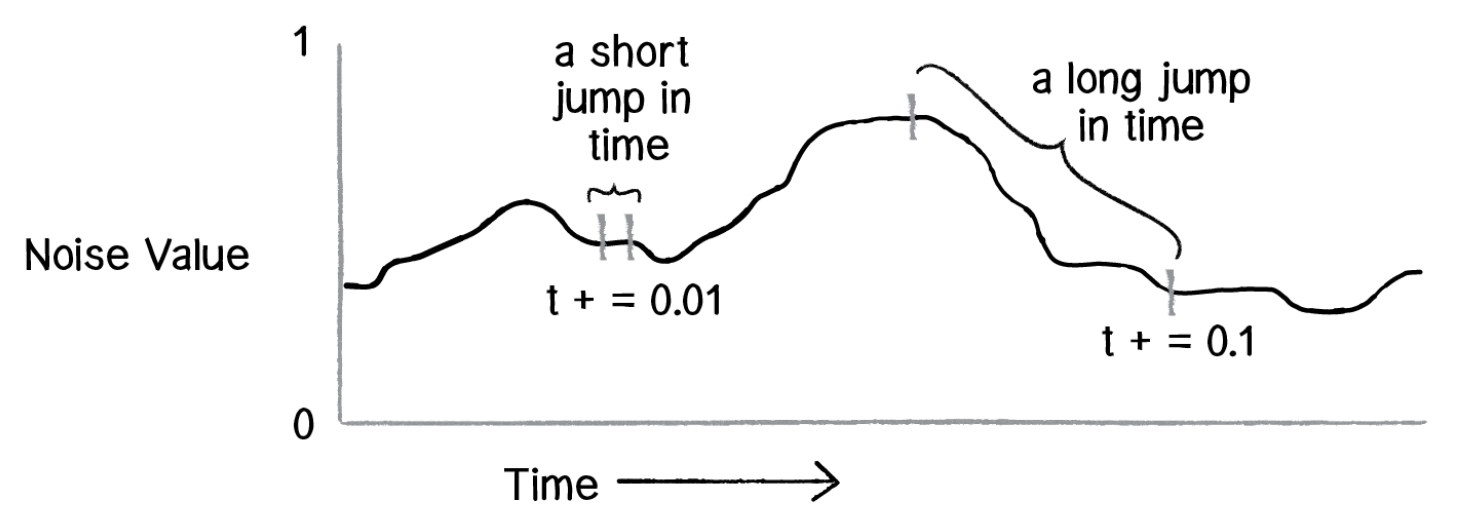 1
a short
jump in
time
a long jump
in time
Noise Value
t + = 0.01
t + = 0.1
0
Time